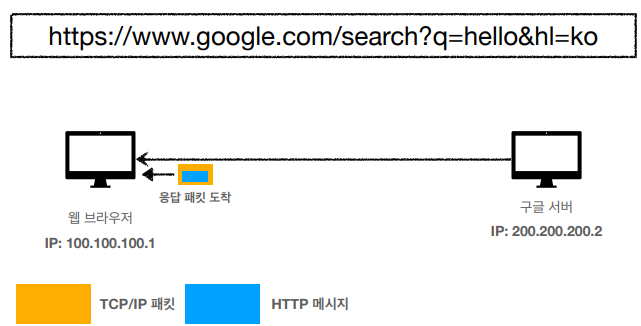 https://www.google.com/search?q=hello&hl=ko
응답 패킷 도착
웹 브라우저
IP: 100.100.100.1
구글 서버
IP: 200.200.200.2
TCP/IP 패킷
HTTP 메시지